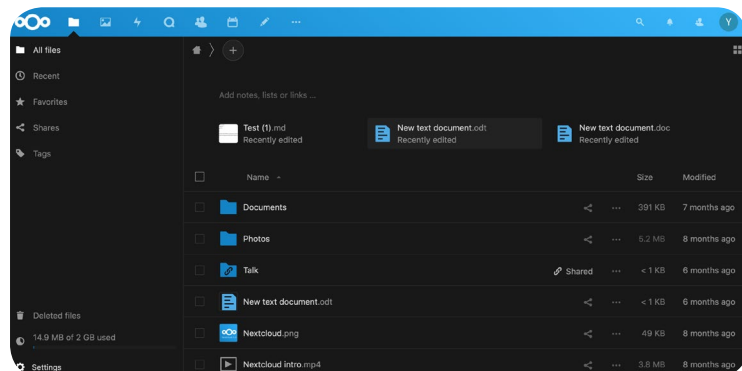 Y
All files
Recent
Favorites
Shares
Tags
Add notes, lists or links ...
Test (1).md
Recently edited
New text document.odt
Recently edited
New text document.doc
Recently edited
Name
Size
Modified
Documents
391 KB
7 months ago
Photos
5.2 MB
8 months ago
Talk
Shared
< 1 KB
6 months ago
New text document.odt
< 1 KB
6 months ago
Nextcloud.png
49 KB
8 months ago
Nextcloud intro.mp4
3.8 MB
8 months ago
Deleted files
14.9 MB of 2 GB used
Settings